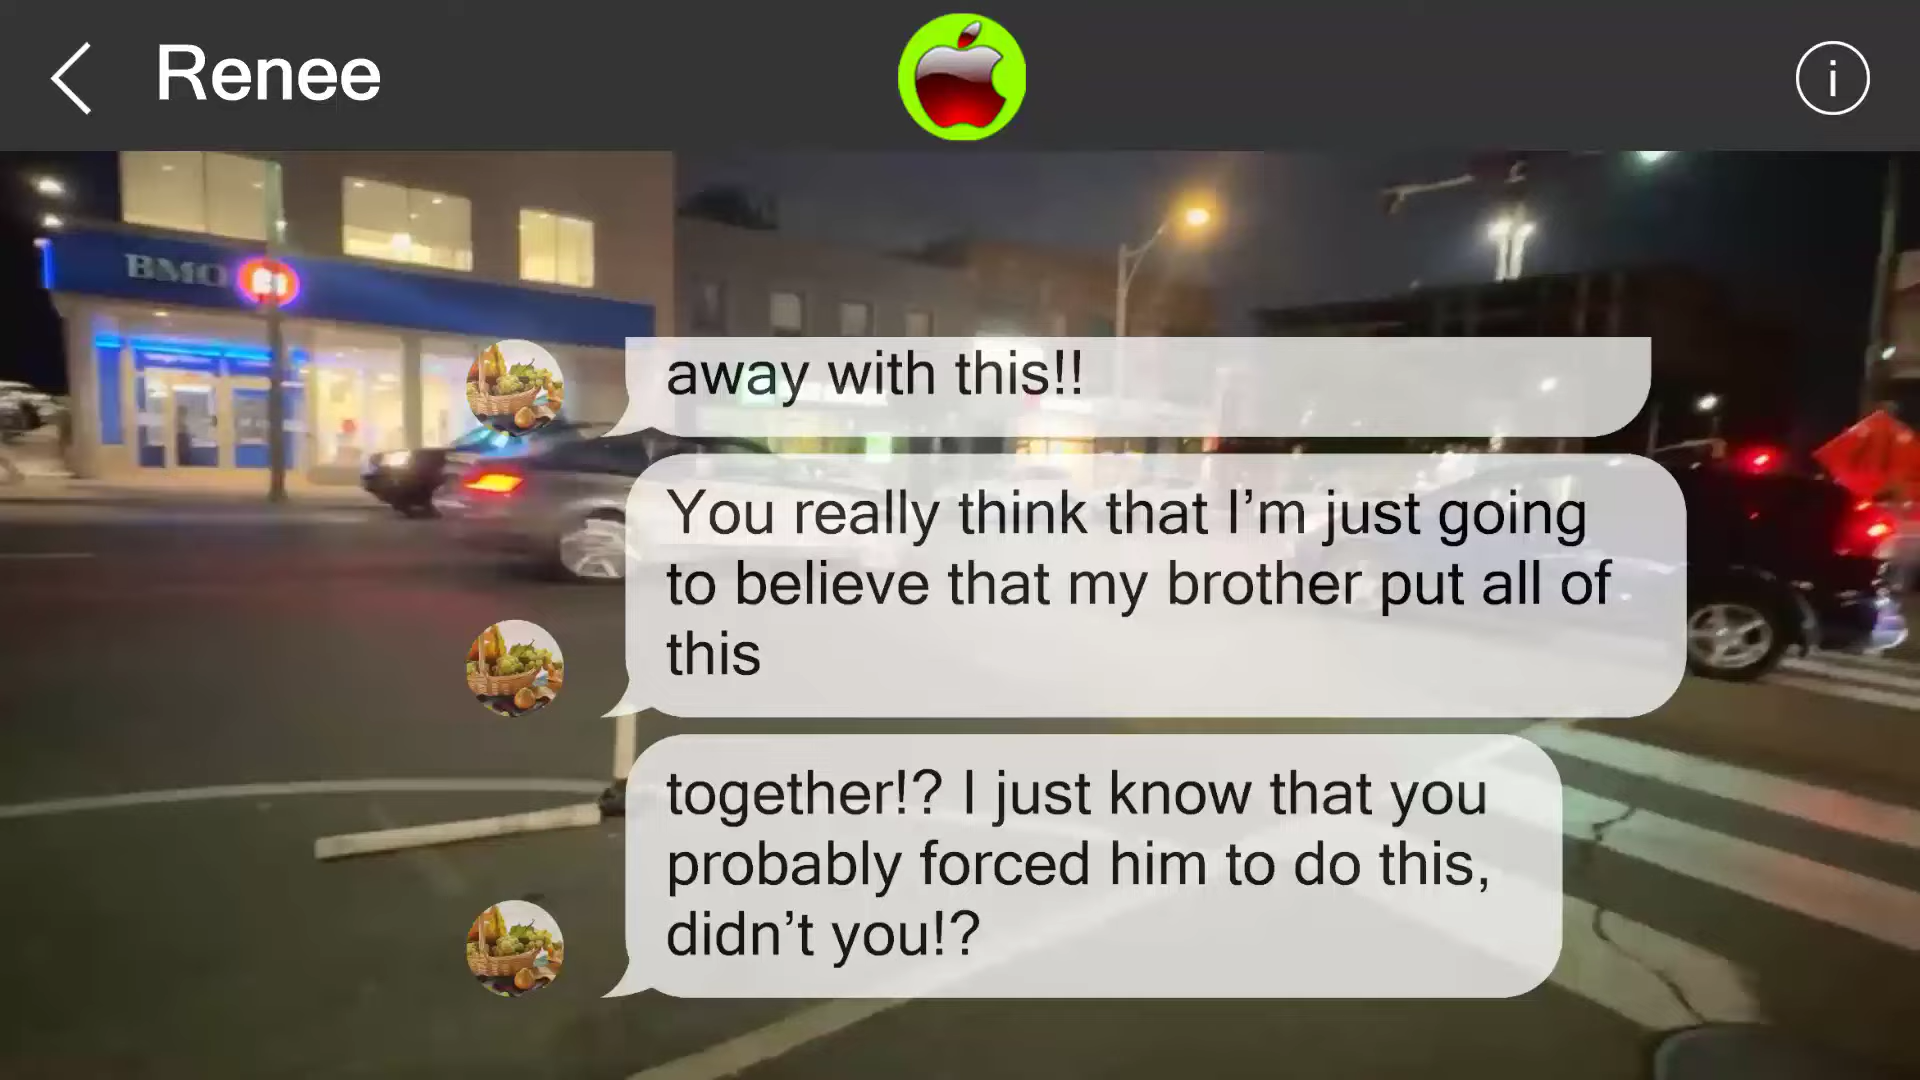 Renee
i
BMO
away with this!!
You really think that I’m just going
to believe that my brother put all of
this
together!? I just know that you
probably forced him to do this,
didn’t you!?